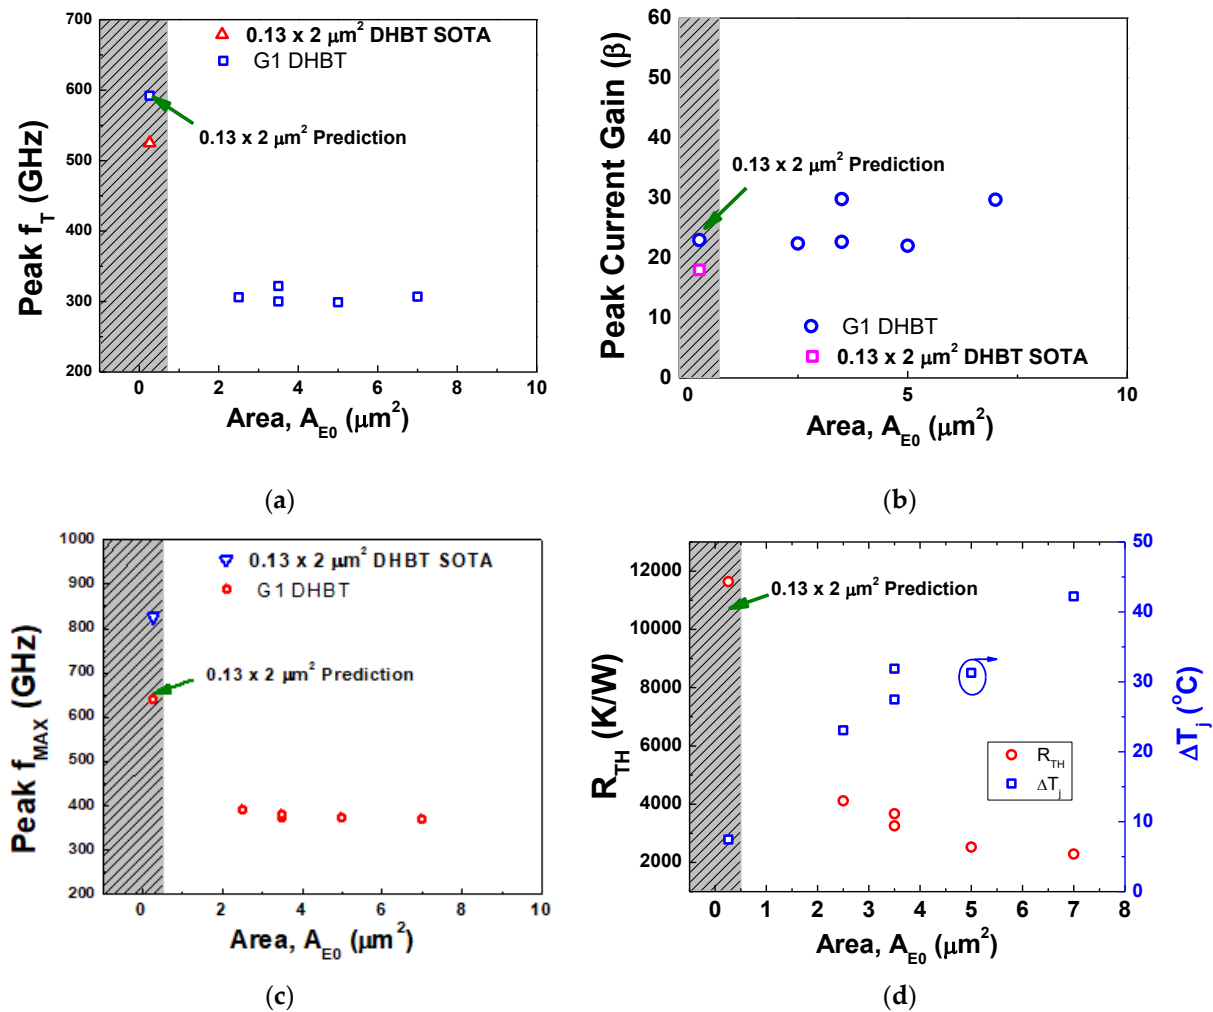 700
600
500
400
300
200
0
2
4
6
8
10
Peak f_T (GHz)
Area, A_E0 (μm²)
0.13 x 2 μm² DHBT SOTA
G1 DHBT
0.13 x 2 μm² Prediction
(a)
60
50
40
30
20
10
0
0
5
10
Peak Current Gain (β)
Area, A_E0 (μm²)
0.13 x 2 μm² Prediction
G1 DHBT
0.13 x 2 μm² DHBT SOTA
(b)
1000
900
800
700
600
500
400
300
200
0
2
4
6
8
10
Peak f_MAX (GHz)
Area, A_E0 (μm²)
0.13 x 2 μm² DHBT SOTA
G1 DHBT
0.13 x 2 μm² Prediction
(c)
12000
10000
8000
6000
4000
2000
0
1
2
3
4
5
6
7
8
50
40
30
20
10
0
R_TH (K/W)
ΔT_j (°C)
Area, A_E0 (μm²)
0.13 x 2 μm² Prediction
R_TH
ΔT_j
(d)